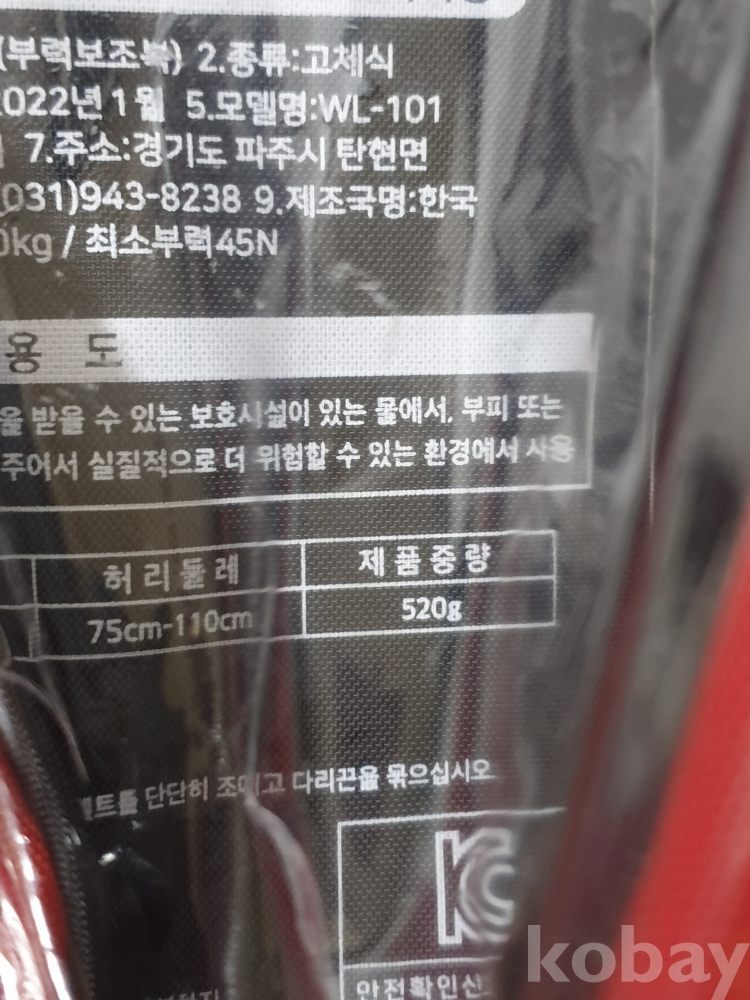 (부력보조복) 2.종류:고체식
2022년 1월 5.모델명:WL-101
7.주소:경기도 파주시 탄현면
(031)943-8238 9.제조국명:한국
0kg / 최소부력45N
용 도
을 받을 수 있는 보호시설이 있는 물에서, 부피 또는
주어서 실질적으로 더 위험할 수 있는 환경에서 사용
허리둘레 제품중량
75cm-110cm 520g
벨트를 단단히 조이고 다리끈을 묶으십시오
KC
안전확인신
kobay